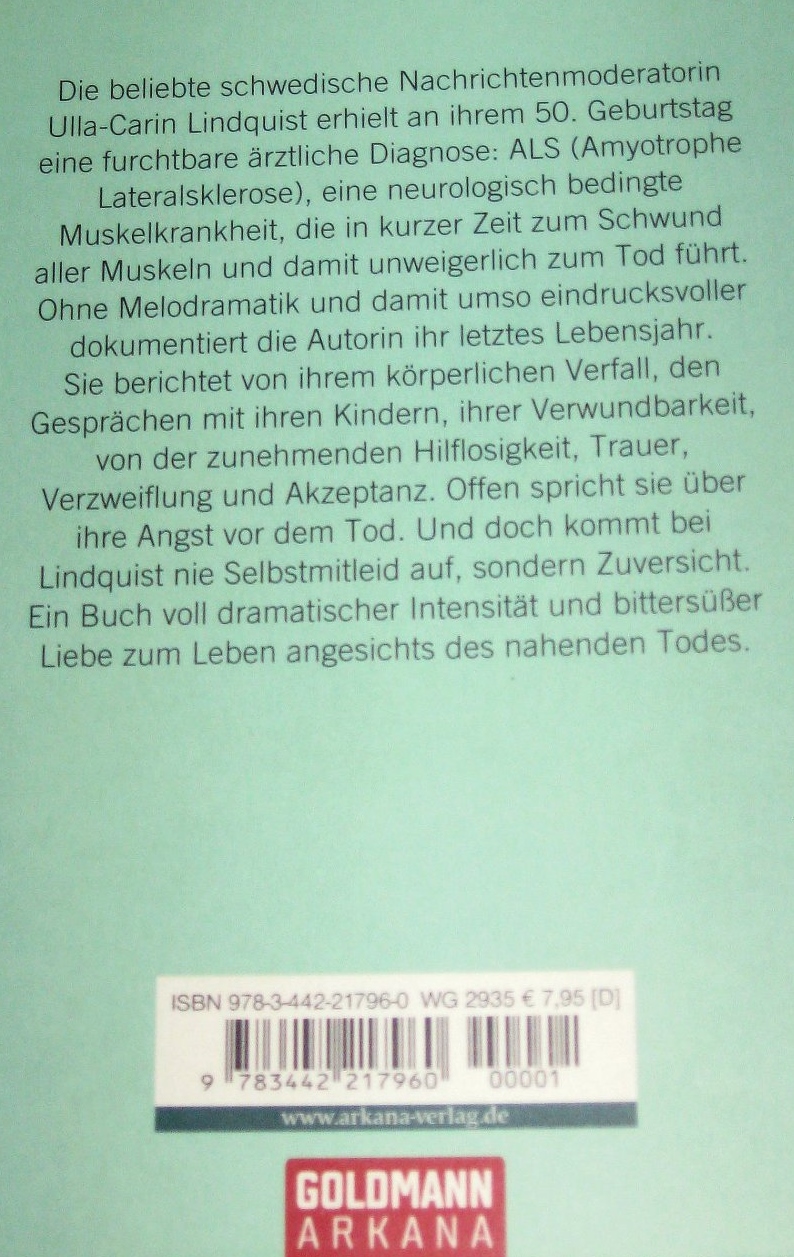 Die beliebte schwedische Nachrichtenmoderatorin
Ulla-Carin Lindquist erhielt an ihrem 50. Geburtstag
eine furchtbare ärztliche Diagnose: ALS (Amyotrophe
Lateralsklerose), eine neurologisch bedingte
Muskelkrankheit, die in kurzer Zeit zum Schwund
aller Muskeln und damit unweigerlich zum Tod führt.
Ohne Melodramatik und damit umso eindrucksvoller
dokumentiert die Autorin ihr letztes Lebensjahr.
Sie berichtet von ihrem körperlichen Verfall, den
Gesprächen mit ihren Kindern, ihrer Verwundbarkeit,
von der zunehmenden Hilflosigkeit, Trauer,
Verzweiflung und Akzeptanz. Offen spricht sie über
ihre Angst vor dem Tod. Und doch kommt bei
Lindquist nie Selbstmitleid auf, sondern Zuversicht.
Ein Buch voll dramatischer Intensität und bittersüßer
Liebe zum Leben angesichts des nahenden Todes.
ISBN 978-3-442-21796-0 WG 2935 € 7,95 [D]
9 783442 217960 00001
www.arkana-verlag.de
GOLDMANN
ARKANA